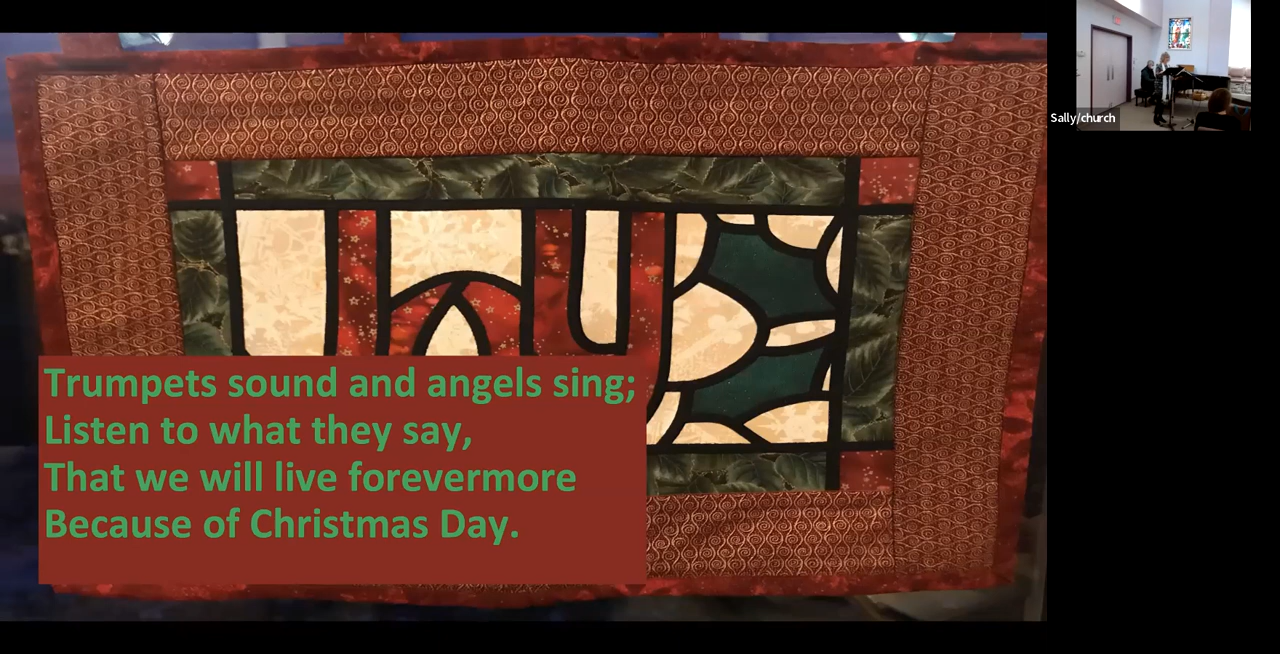 Trumpets sound and angels sing;
Listen to what they say,
That we will live forevermore
Because of Christmas Day.
Sally/church